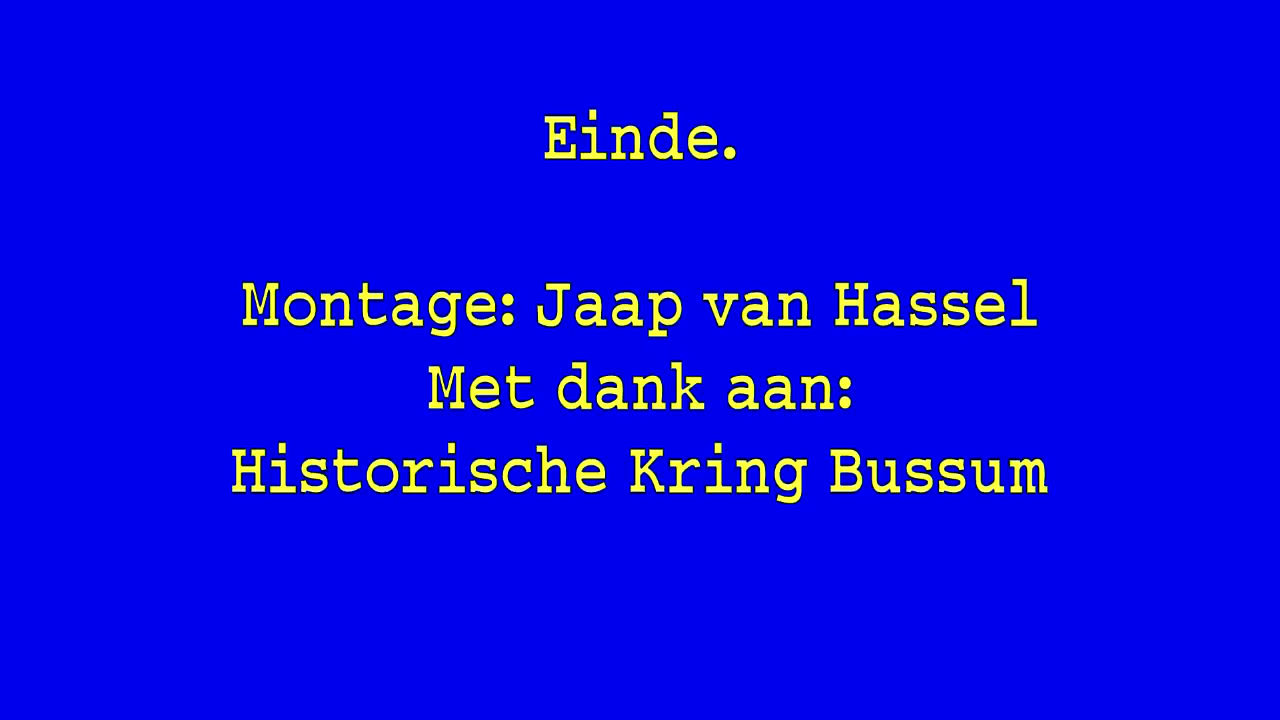 Einde.
Montage: Jaap van Hassel
Met dank aan:
Historische Kring Bussum